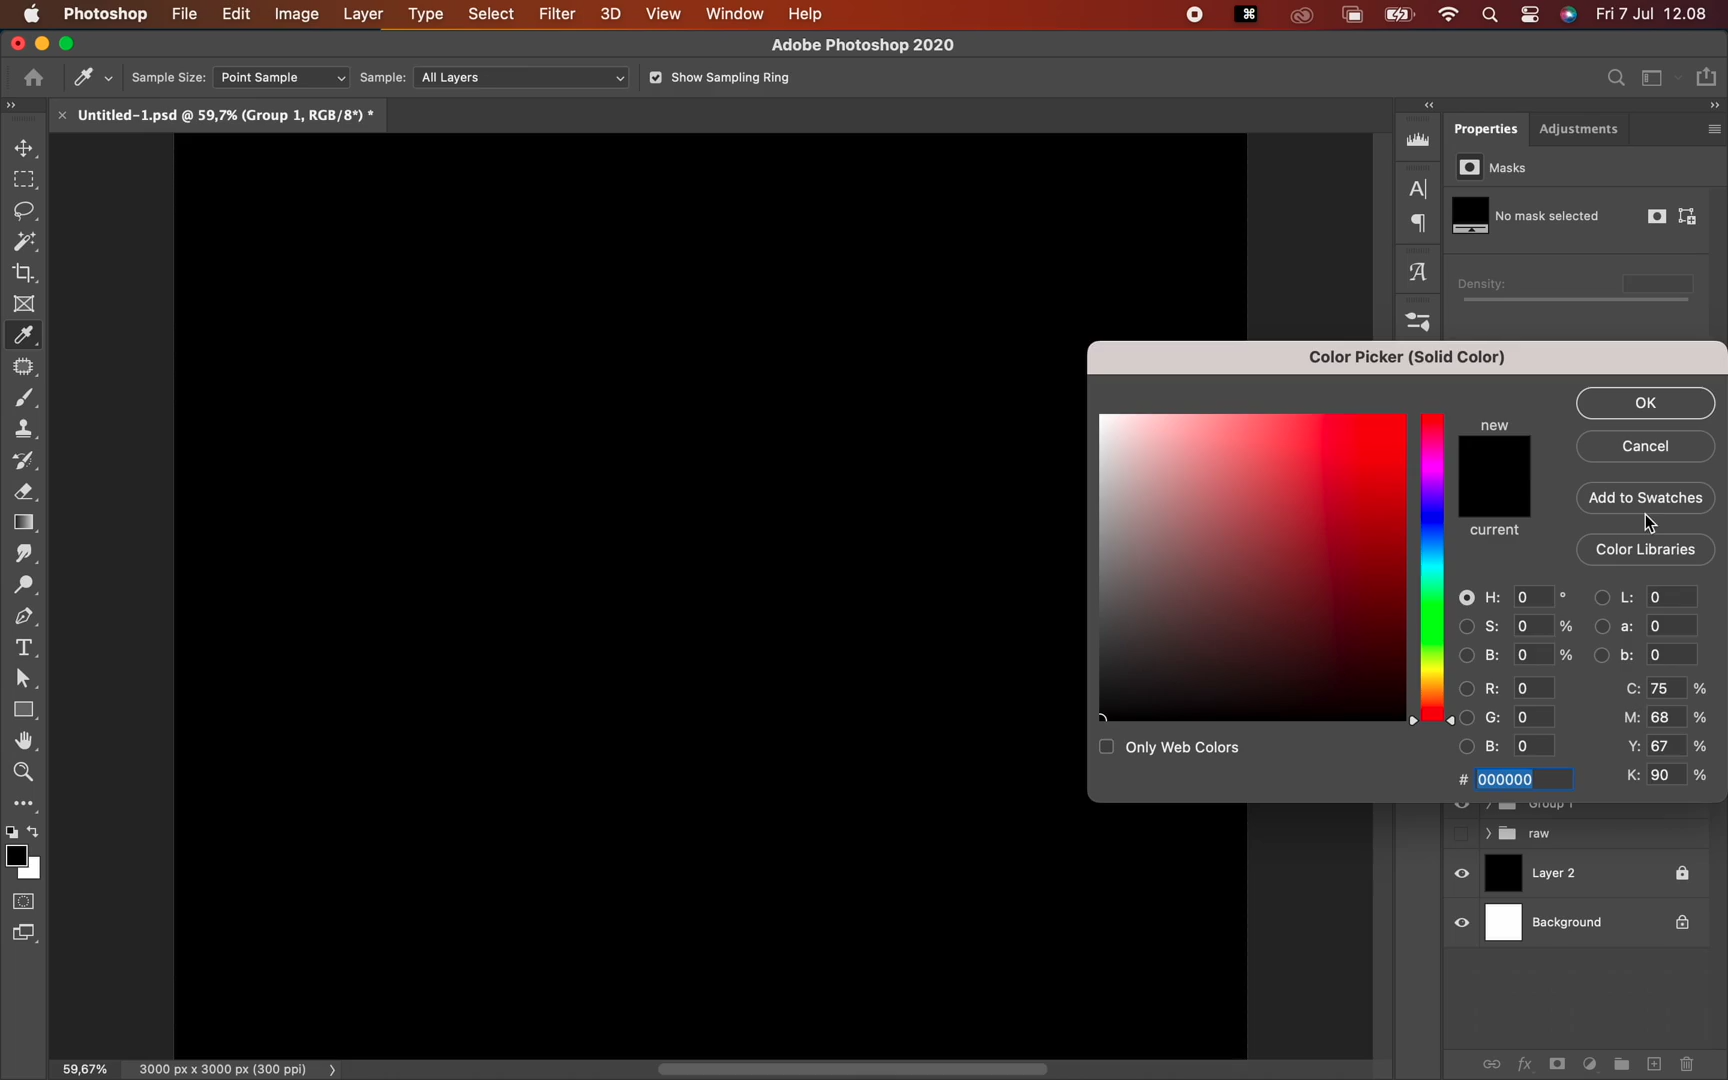 Photoshop File Edit Image Layer Type Select Filter 3D View Window Help Fri 7 Jul 12.08
Adobe Photoshop 2020
Sample Size: Point Sample Sample: All Layers Show Sampling Ring
Untitled-1.psd @ 59,7% (Group 1, RGB/8*) *
Properties Adjustments
Masks
No mask selected
Density:
Color Picker (Solid Color)
OK
new
Cancel
Add to Swatches
current
Color Libraries
H: 0 ° L: 0
S: 0 % a: 0
B: 0 % b: 0
R: 0 C: 75 %
G: 0 M: 68 %
B: 0 Y: 67 %
Only Web Colors
# 000000 K: 90 %
Group 1
raw
Layer 2
Background
59,67% 3000 px x 3000 px (300 ppi)